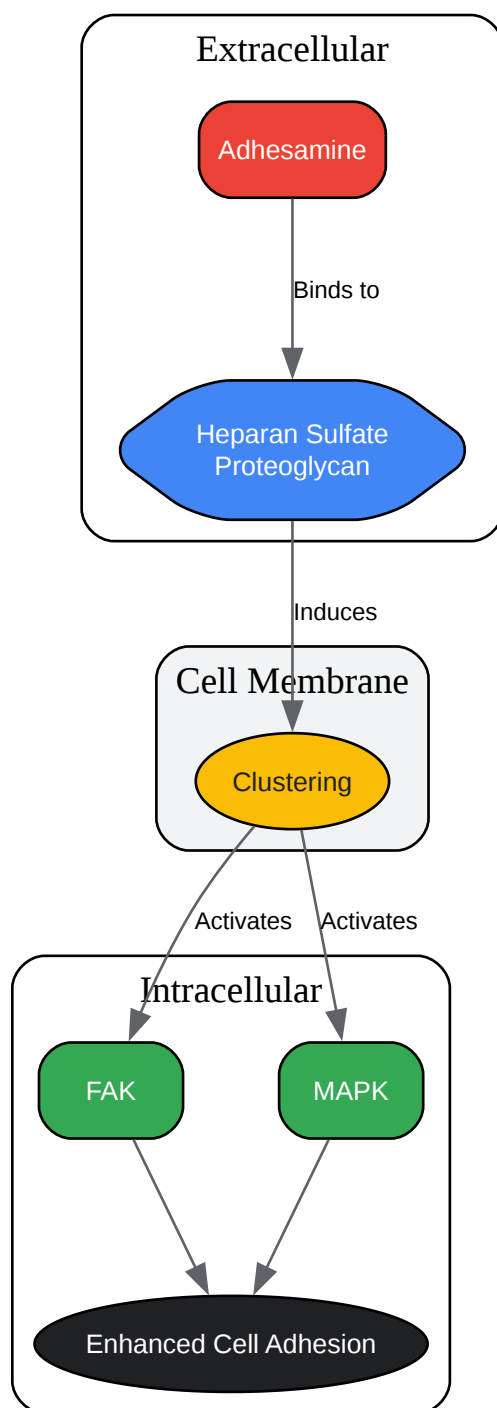 Extracellular
Adhesamine
Binds to
Heparan Sulfate
Proteoglycan
Induces
Cell Membrane
Clustering
Activates
Activates
Intracellular
FAK
MAPK
Enhanced Cell Adhesion